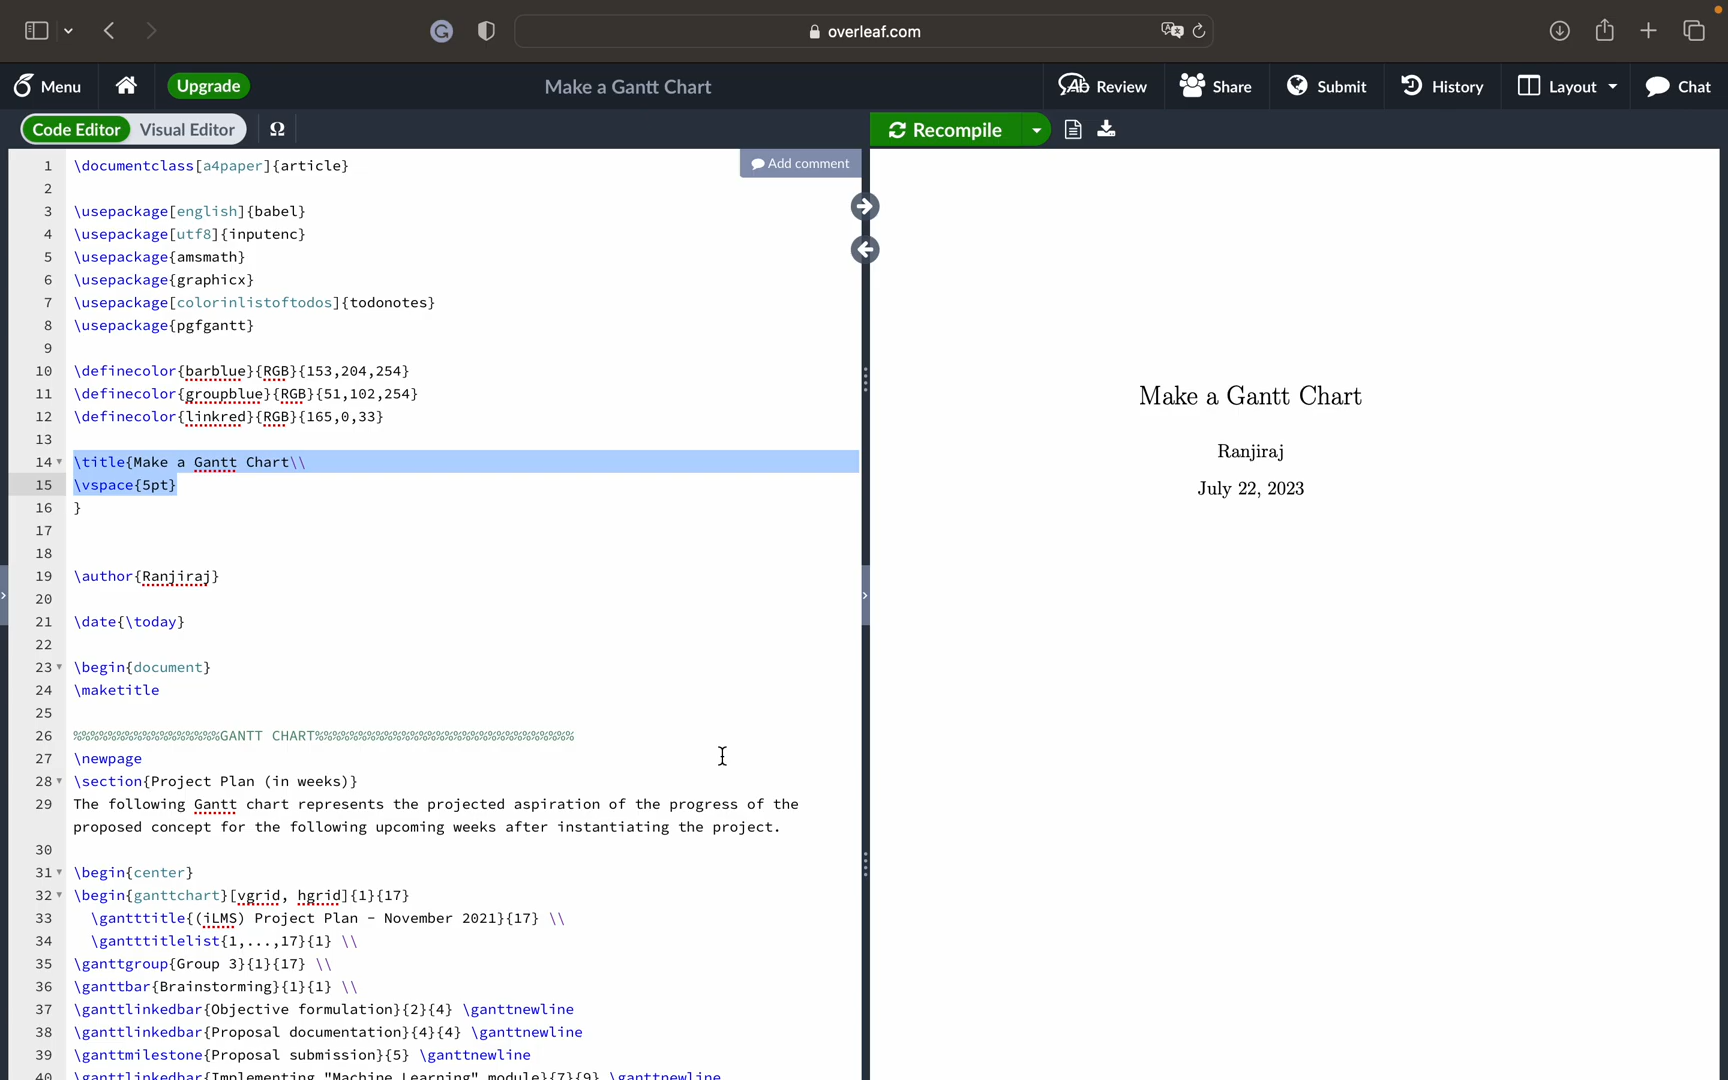 overleaf.com
Menu
Upgrade
Make a Gantt Chart
Review
Share
Submit
History
Layout
Chat
Code Editor
Visual Editor
Ω
Recompile
Add comment
1 \documentclass[a4paper]{article}
2
3 \usepackage[english]{babel}
4 \usepackage[utf8]{inputenc}
5 \usepackage{amsmath}
6 \usepackage{graphicx}
7 \usepackage[colorinlistoftodos]{todonotes}
8 \usepackage{pgfgantt}
9
10 \definecolor{barblue}{RGB}{153,204,254}
11 \definecolor{groupblue}{RGB}{51,102,254}
12 \definecolor{linkred}{RGB}{165,0,33}
13
14 \title{Make a Gantt Chart\\
15 \vspace{5pt}
16 }
17
18
19 \author{Ranjiraj}
20
21 \date{\today}
22
23 \begin{document}
24 \maketitle
25
26 %%%%%%%%%%%%%%%%%GANTT CHART%%%%%%%%%%%%%%%%%%%%%%%%%%%%%%
27 \newpage
28 \section{Project Plan (in weeks)}
29 The following Gantt chart represents the projected aspiration of the progress of the
proposed concept for the following upcoming weeks after instantiating the project.
30
31 \begin{center}
32 \begin{ganttchart}[vgrid, hgrid]{1}{17}
33 \gantttitle{(iLMS) Project Plan - November 2021}{17} \\
34 \gantttitlelist{1,...,17}{1} \\
35 \ganttgroup{Group 3}{1}{17} \\
36 \ganttbar{Brainstorming}{1}{1} \\
37 \ganttlinkedbar{Objective formulation}{2}{4} \ganttnewline
38 \ganttlinkedbar{Proposal documentation}{4}{4} \ganttnewline
39 \ganttmilestone{Proposal submission}{5} \ganttnewline
40 \ganttlinkedbar{Implementing "Machine Learning" module}{7}{9} \ganttnewline
Make a Gantt Chart
Ranjiraj
July 22, 2023